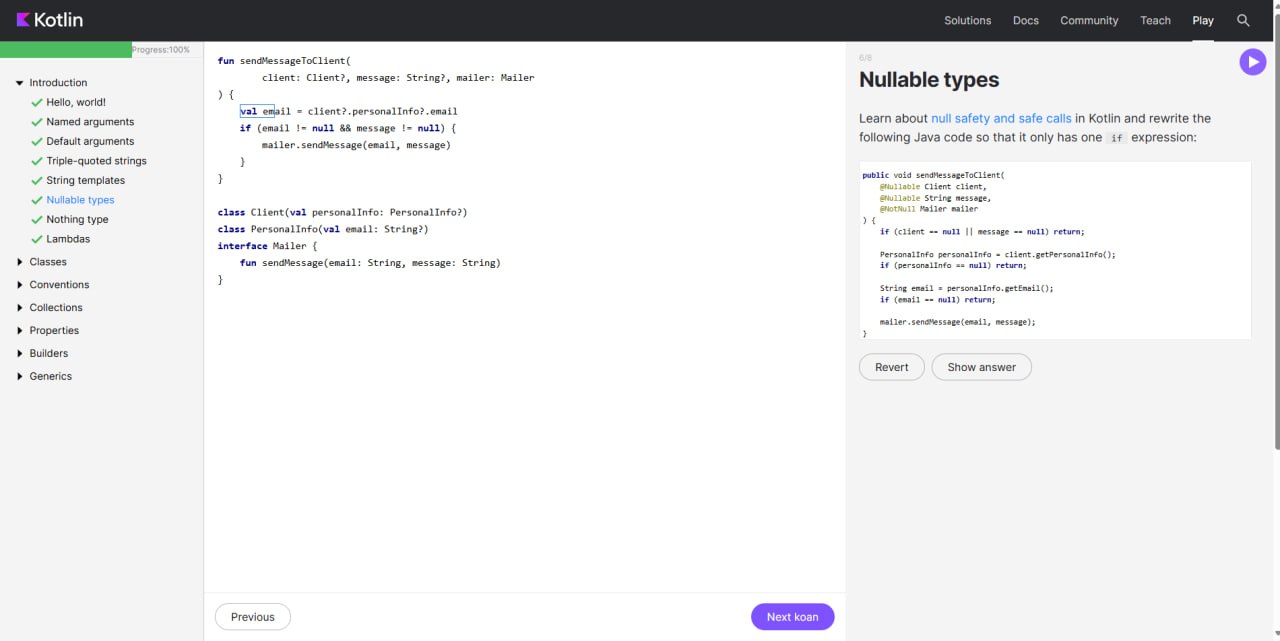 Kotlin
Solutions Docs Community Teach Play
Progress:100%
Introduction
Hello, world!
Named arguments
Default arguments
Triple-quoted strings
String templates
Nullable types
Nothing type
Lambdas
Classes
Conventions
Collections
Properties
Builders
Generics
fun sendMessageToClient(
client: Client?, message: String?, mailer: Mailer
) {
val email = client?.personalInfo?.email
if (email != null && message != null) {
mailer.sendMessage(email, message)
}
}
class Client(val personalInfo: PersonalInfo?)
class PersonalInfo(val email: String?)
interface Mailer {
fun sendMessage(email: String, message: String)
}
Previous
Next koan
6/8
Nullable types
Learn about null safety and safe calls in Kotlin and rewrite the
following Java code so that it only has one if expression:
public void sendMessageToClient(
@Nullable Client client,
@Nullable String message,
@NotNull Mailer mailer
) {
if (client == null || message == null) return;
PersonalInfo personalInfo = client.getPersonalInfo();
if (personalInfo == null) return;
String email = personalInfo.getEmail();
if (email == null) return;
mailer.sendMessage(email, message);
}
Revert
Show answer